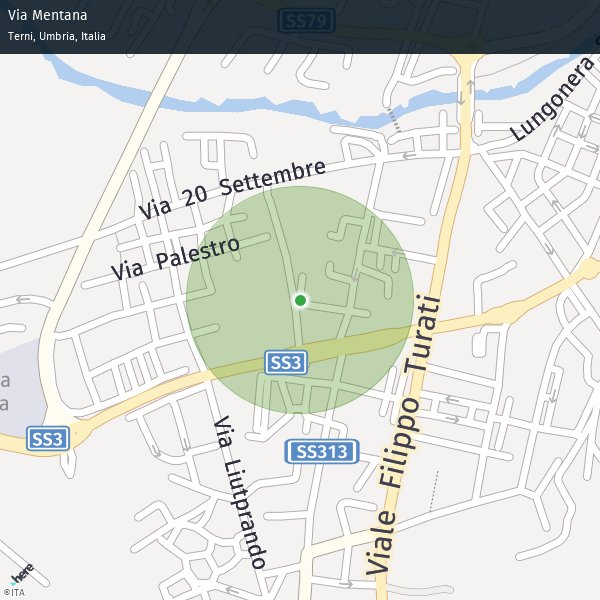 Via Mentana
Terni, Umbria, Italia
SS79
Lungonera
Via 20 Settembre
Via Palestro
SS3
Viale Filippo Turati
a
a
SS3
SS313
Via Liutprando
here
©ITA